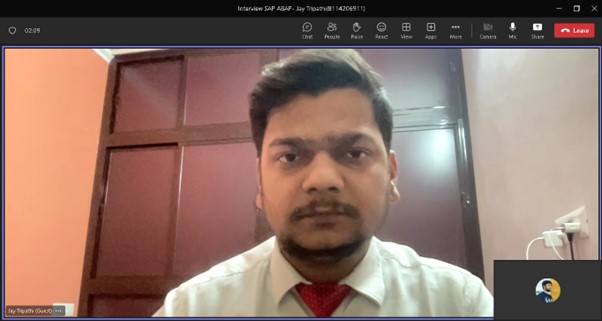 Interview SAP ABAP- Jay Tripathi(8114206911)
02:09
Chat People Raise React View Apps More Camera Mic Share Leave
Jay Tripathi (Guest)